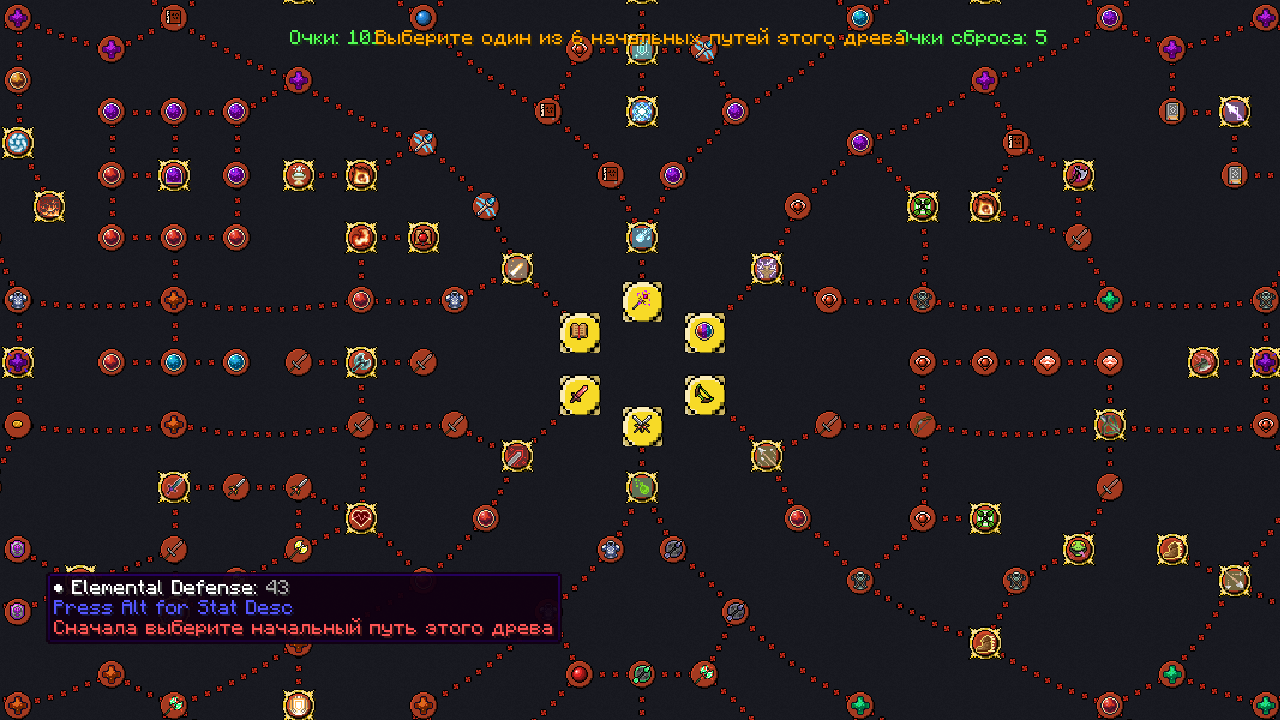 Очки: 101
Выберите один из 6 начальных путей этого древа
Очки сброса: 5
• Elemental Defense: 43
Press Alt for Stat Desc
Сначала выберите начальный путь этого древа